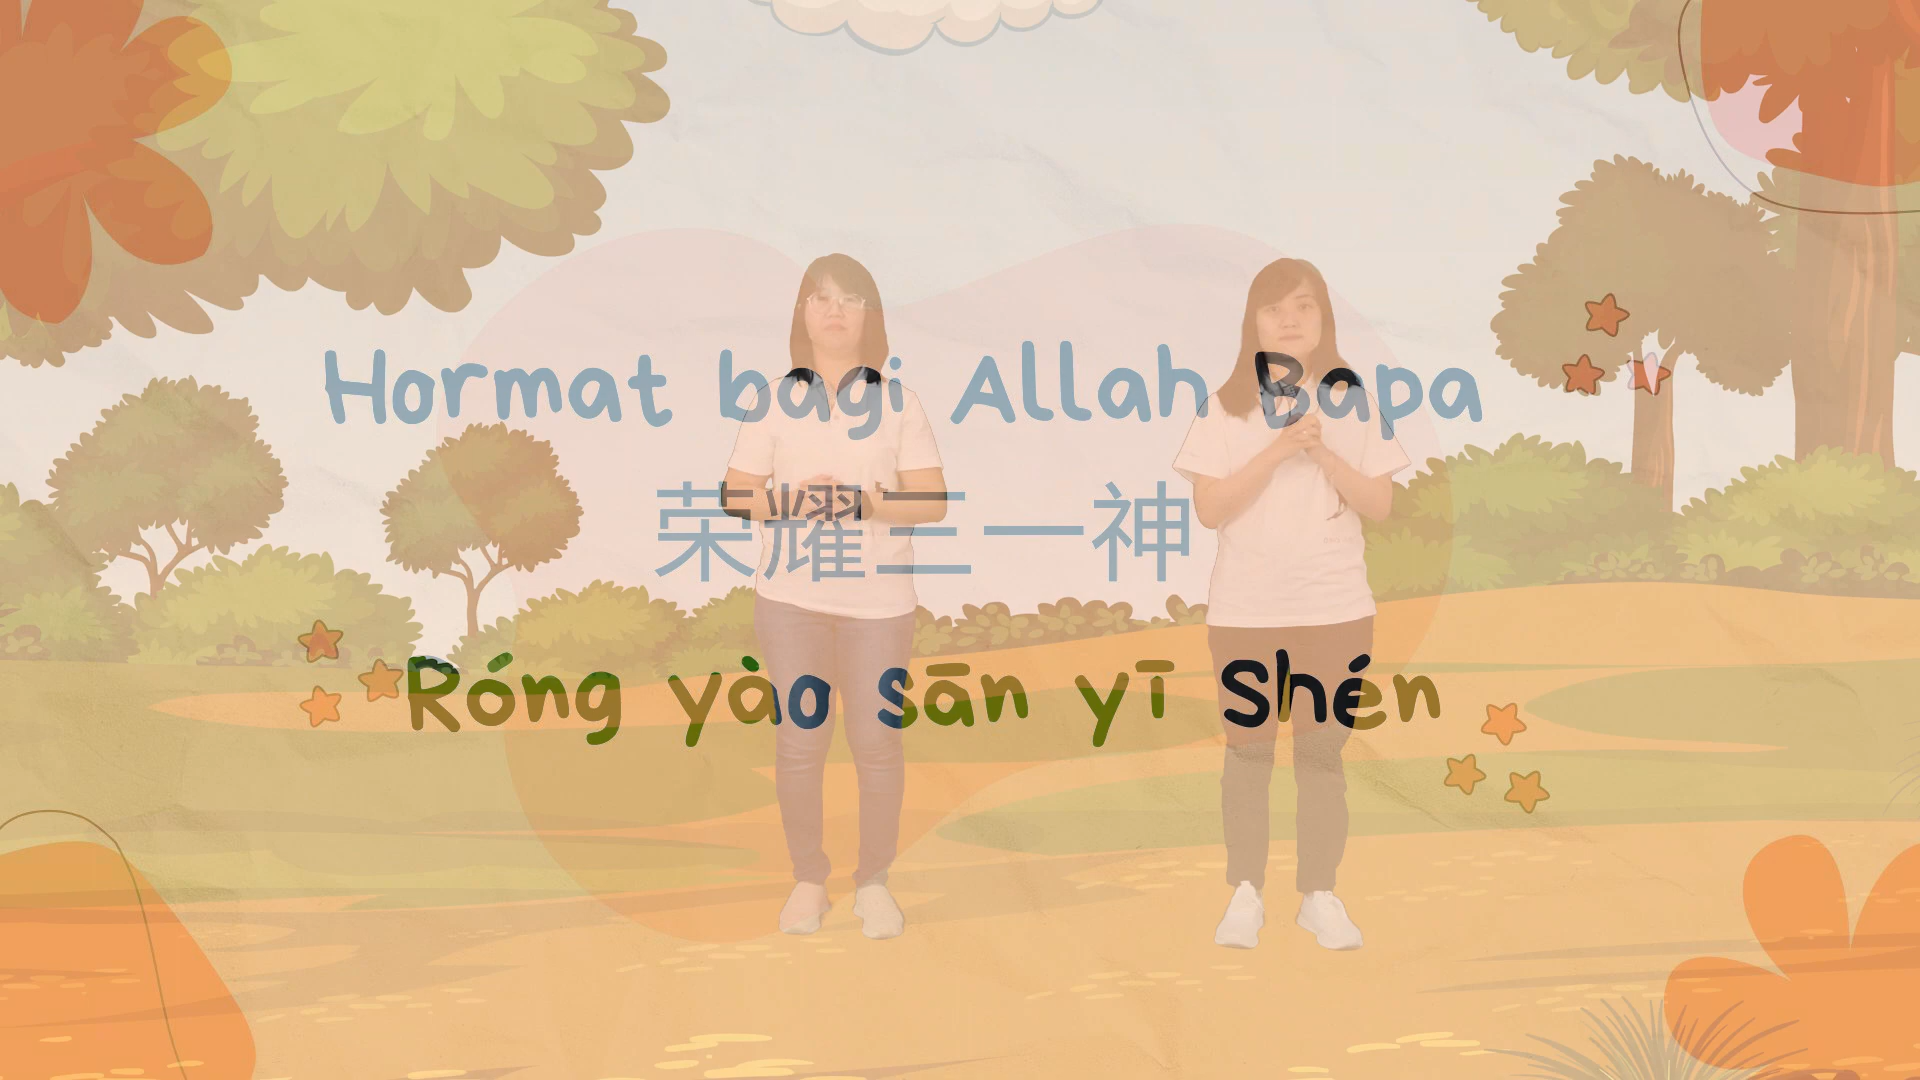 Hormat bagi Allah Bapa
荣耀三一神
Róng yào sān yī Shén